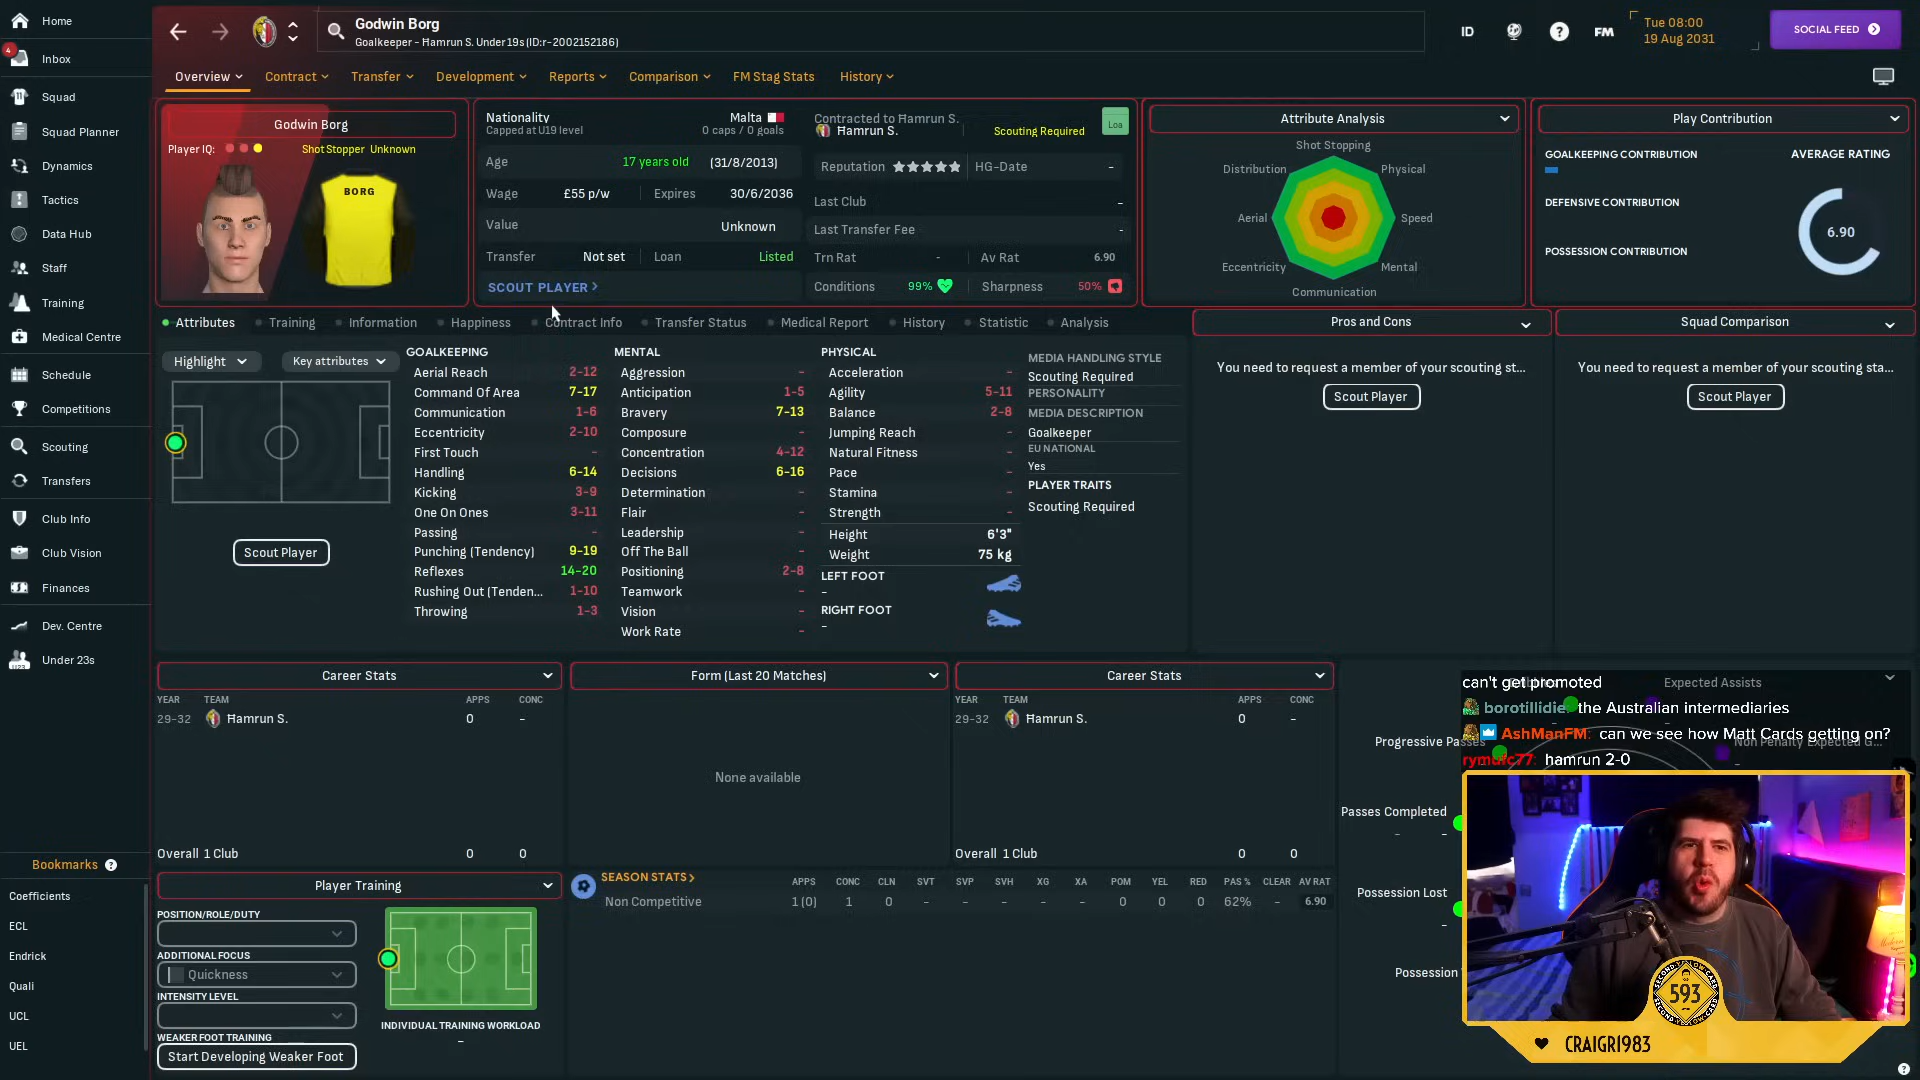 Home
4
Inbox
Squad
Squad Planner
Dynamics
Tactics
Data Hub
Staff
Training
Medical Centre
Schedule
Competitions
Scouting
Transfers
Club Info
Club Vision
Finances
Dev. Centre
Under 23s
Bookmarks ?
Coefficients
ECL
Endrick
Quali
UCL
UEL
Godwin Borg
Goalkeeper - Ħamrun S. Under19s (ID:r-2002152186)
ID
?
FM
Tue 08:00
19 Aug 2031
SOCIAL FEED
Overview
Contract
Transfer
Development
Reports
Comparison
FM Stag Stats
History
Godwin Borg
Player IQ:
Shot Stopper Unknown
BORG
Nationality Malta
Capped at U19 level 0 caps / 0 goals
Age 17 years old (31/8/2013)
Wage £55 p/w Expires 30/6/2036
Value Unknown
Transfer Not set Loan Listed
SCOUT PLAYER >
Contracted to Ħamrun S.
Ħamrun S. Scouting Required
Loa
Reputation HG-Date -
Last Club -
Last Transfer Fee -
Trn Rat - Av Rat 6.90
Conditions 99% Sharpness 50%
Attribute Analysis
Shot Stopping
Distribution Physical
Aerial Speed
Eccentricity Mental
Communication
Play Contribution
GOALKEEPING CONTRIBUTION AVERAGE RATING
DEFENSIVE CONTRIBUTION
6.90
POSSESSION CONTRIBUTION
Attributes
Training
Information
Happiness
Contract Info
Transfer Status
Medical Report
History
Statistic
Analysis
Highlight
Key attributes
Scout Player
GOALKEEPING
Aerial Reach 2-12
Command Of Area 7-17
Communication 1-6
Eccentricity 2-10
First Touch -
Handling 6-14
Kicking 3-9
One On Ones 3-11
Passing -
Punching (Tendency) 9-19
Reflexes 14-20
Rushing Out (Tenden... 1-10
Throwing 1-3
MENTAL
Aggression -
Anticipation 1-5
Bravery 7-13
Composure -
Concentration 4-12
Decisions 6-16
Determination -
Flair -
Leadership -
Off The Ball -
Positioning 2-8
Teamwork -
Vision -
Work Rate -
PHYSICAL
Acceleration -
Agility 5-11
Balance 2-8
Jumping Reach -
Natural Fitness -
Pace -
Stamina -
Strength -
Height 6'3"
Weight 75 kg
LEFT FOOT
-
RIGHT FOOT
-
MEDIA HANDLING STYLE
Scouting Required
PERSONALITY
MEDIA DESCRIPTION
Goalkeeper
EU NATIONAL
Yes
PLAYER TRAITS
Scouting Required
Pros and Cons
You need to request a member of your scouting st...
Scout Player
Squad Comparison
You need to request a member of your scouting sta...
Scout Player
Career Stats
YEAR TEAM APPS CONC
29-32 Ħamrun S. 0 -
Overall 1 Club 0 0
Form (Last 20 Matches)
None available
Career Stats
YEAR TEAM APPS CONC
29-32 Ħamrun S. 0 -
Overall 1 Club 0 0
Player Training
POSITION/ROLE/DUTY
ADDITIONAL FOCUS
Quickness
INTENSITY LEVEL
WEAKER FOOT TRAINING
Start Developing Weaker Foot
INDIVIDUAL TRAINING WORKLOAD
-
SEASON STATS >
APPS CONC CLN SVT SVP SVH XG XA POM YEL RED PAS % CLEAR AV RAT
Non Competitive 1 (0) 1 0 - - - - - 0 0 0 62% - 6.90
Expected Assists
Progressive Passes
Non Penalty Expected G...
Passes Completed
- -
Possession Lost
-
Possession
can't get promoted
borotillidie the Australian intermediaries
AshManFM: can we see how Matt Cards getting on?
hamrun 2-0
SECOND YELLOW CARD
593
CRAIGR1983
?